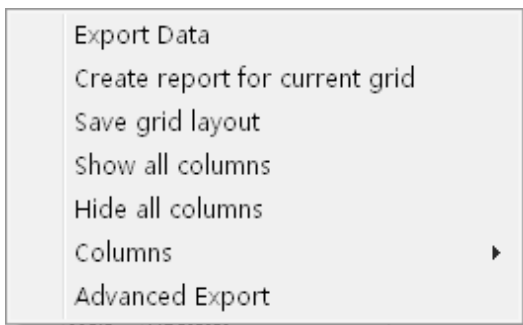 Export Data
Create report for current grid
Save grid layout
Show all columns
Hide all columns
Columns
Advanced Export